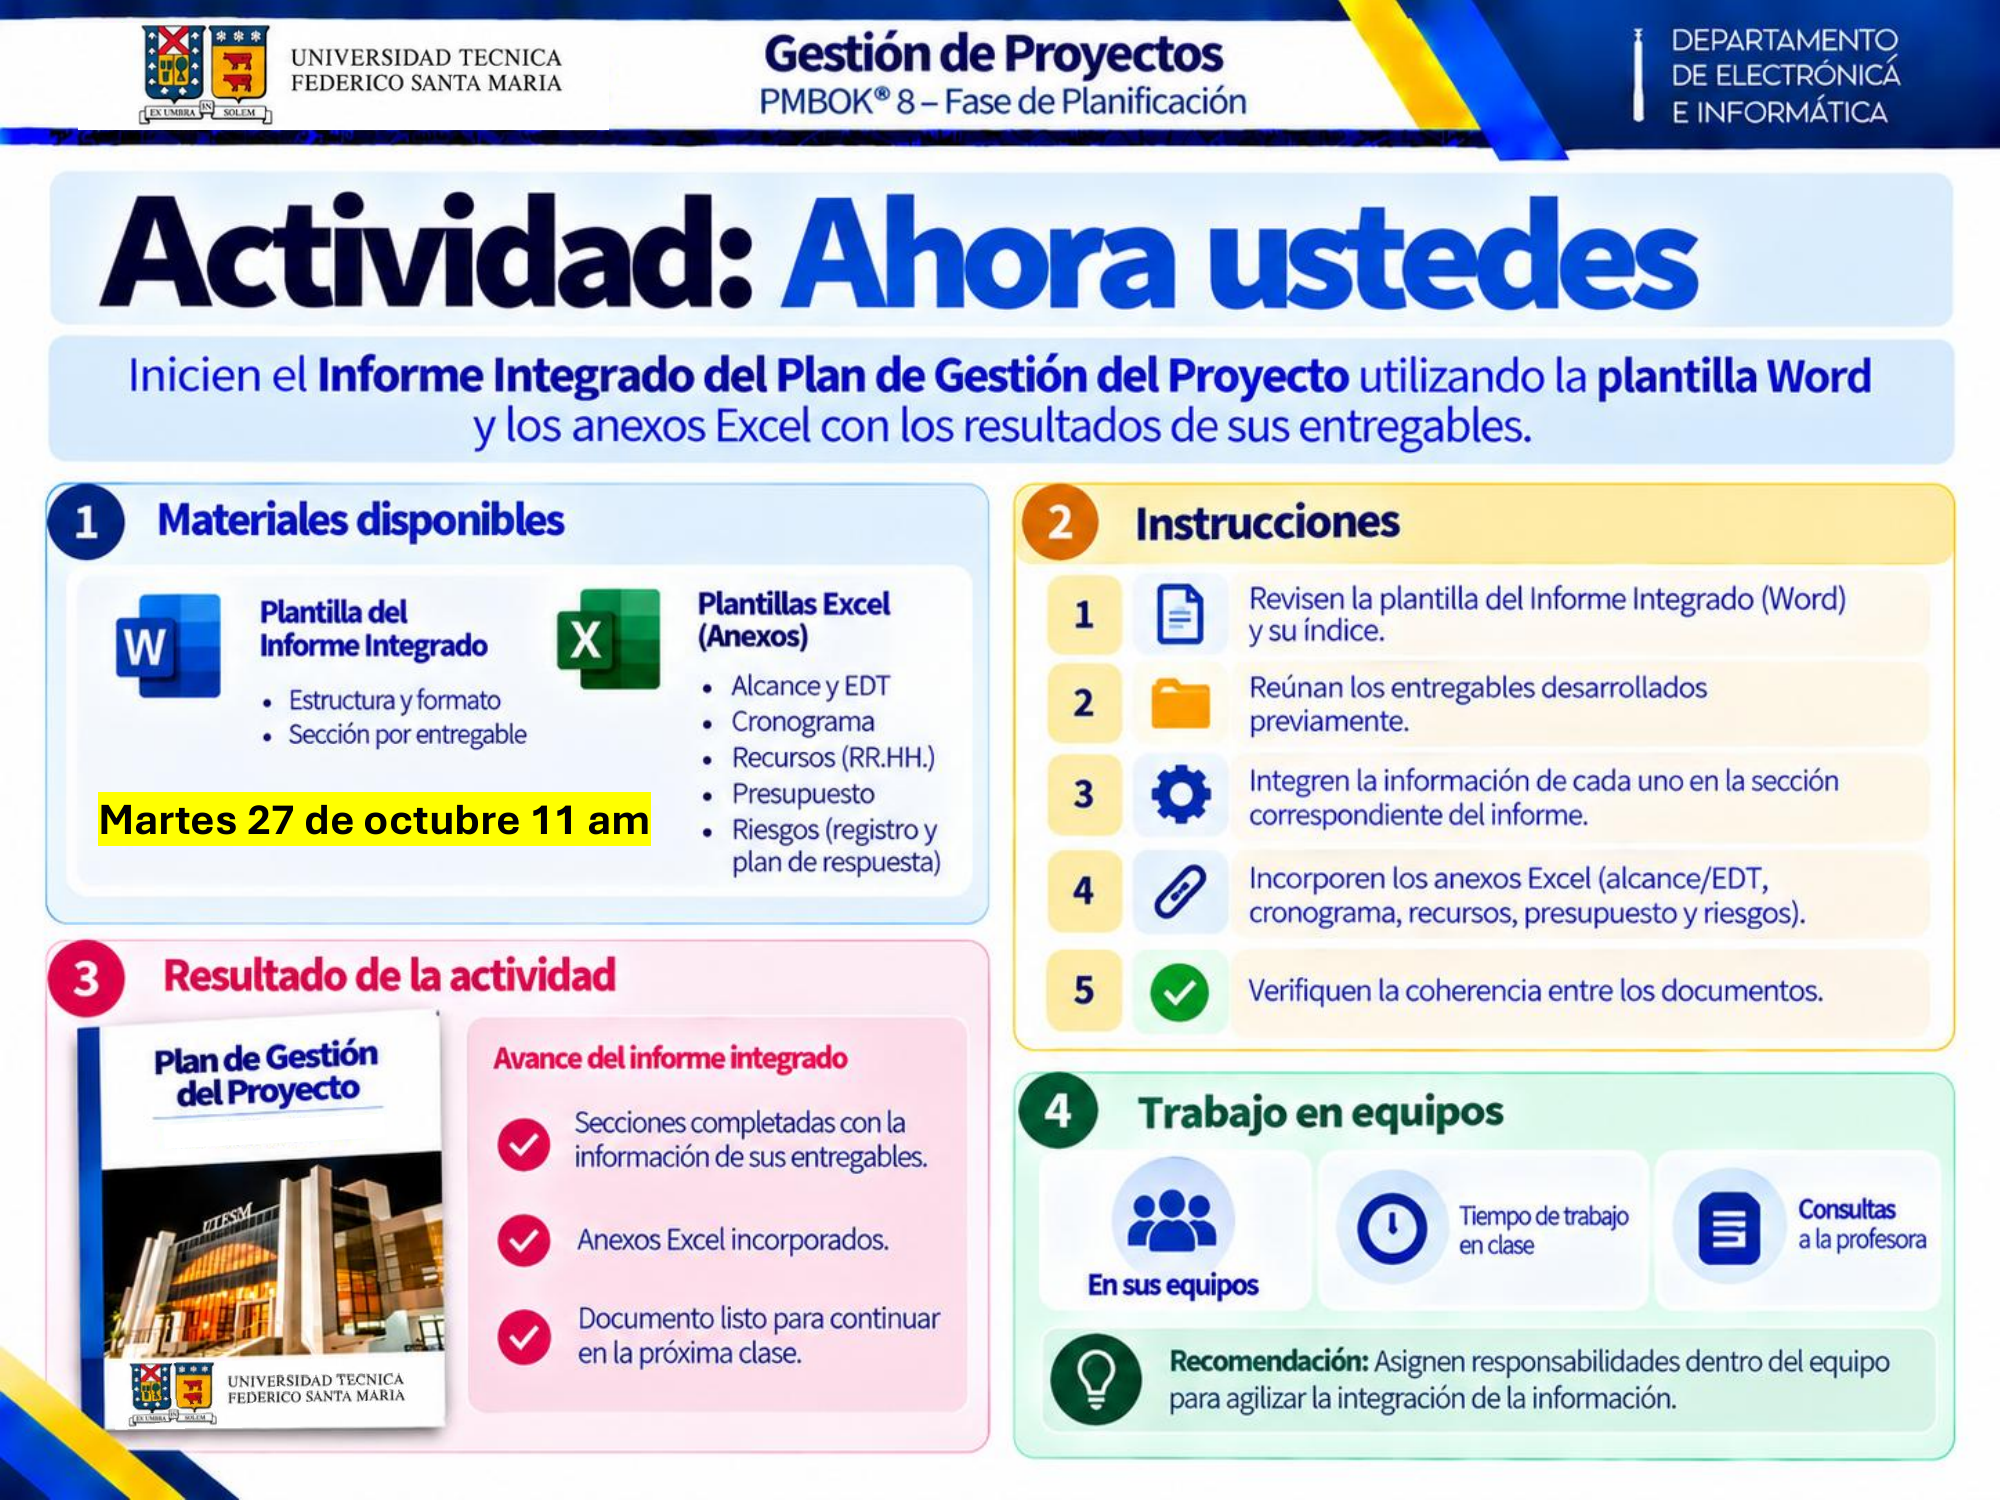 EX UMBRA IN SOLEM
UNIVERSIDAD TECNICA
FEDERICO SANTA MARIA
Gestión de Proyectos
PMBOK® 8 – Fase de Planificación
DEPARTAMENTO
DE ELECTRÓNICA
E INFORMÁTICA
Actividad: Ahora ustedes
Inicien el Informe Integrado del Plan de Gestión del Proyecto utilizando la plantilla Word
y los anexos Excel con los resultados de sus entregables.
1 Materiales disponibles
W
Plantilla del
Informe Integrado
• Estructura y formato
• Sección por entregable
X
Plantillas Excel
(Anexos)
• Alcance y EDT
• Cronograma
• Recursos (RR.HH.)
• Presupuesto
• Riesgos (registro y
plan de respuesta)
Martes 27 de octubre 11 am
2 Instrucciones
1 Revisen la plantilla del Informe Integrado (Word)
y su índice.
2 Reúnan los entregables desarrollados
previamente.
3 Integren la información de cada uno en la sección
correspondiente del informe.
4 Incorporen los anexos Excel (alcance/EDT,
cronograma, recursos, presupuesto y riesgos).
5 Verifiquen la coherencia entre los documentos.
3 Resultado de la actividad
Plan de Gestión
del Proyecto
UTFSM
EX UMBRA IN SOLEM
UNIVERSIDAD TECNICA
FEDERICO SANTA MARIA
Avance del informe integrado
Secciones completadas con la
información de sus entregables.
Anexos Excel incorporados.
Documento listo para continuar
en la próxima clase.
4 Trabajo en equipos
En sus equipos
Tiempo de trabajo
en clase
Consultas
a la profesora
Recomendación: Asignen responsabilidades dentro del equipo
para agilizar la integración de la información.